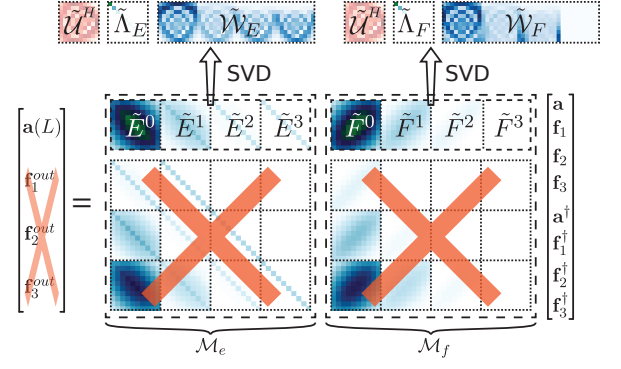 Ũ^H Λ̃_E W̃_E Ũ^H Λ̃_F W̃_F
SVD SVD
Ẽ^0 Ẽ^1 Ẽ^2 Ẽ^3 F̃^0 F̃^1 F̃^2 F̃^3
a(L)
f_1^{out}
f_2^{out}
f_3^{out}
=
a
f_1
f_2
f_3
a^†
f_1^†
f_2^†
f_3^†
M_e M_f